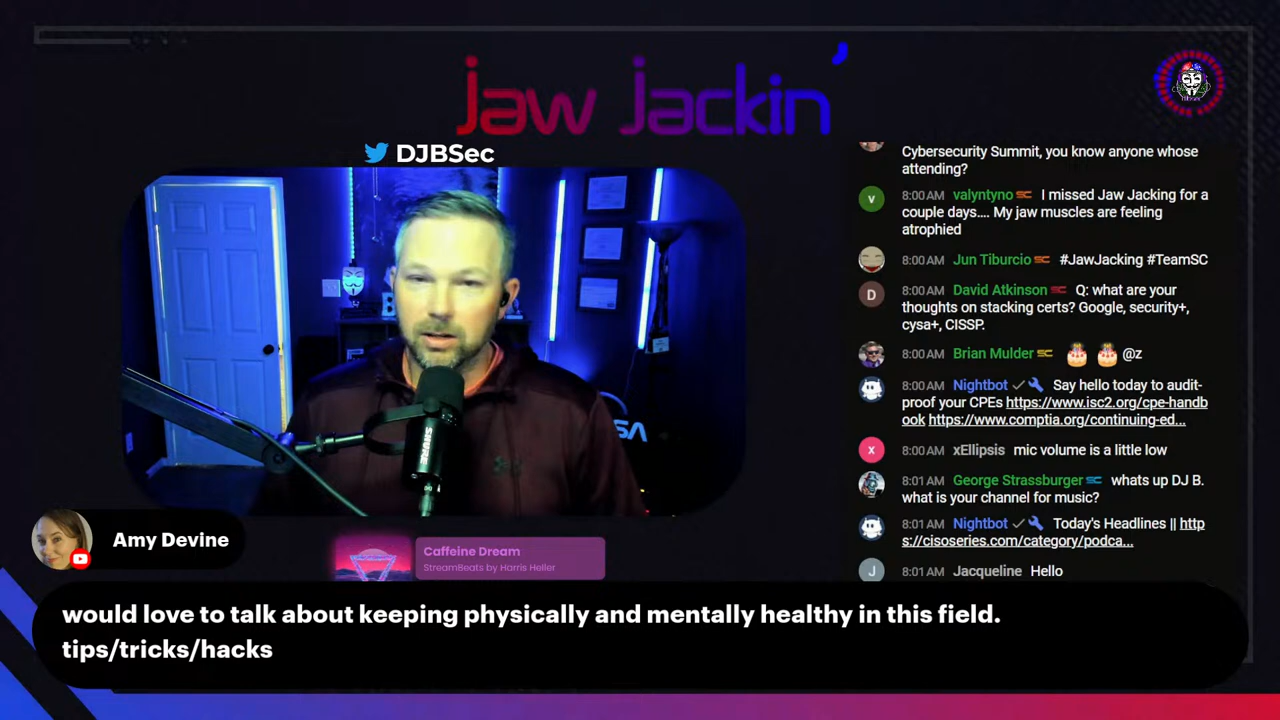 jaw jackin'
DJBSec
Cybersecurity Summit, you know anyone whose
attending?
8:00 AM valyntyno SC I missed Jaw Jacking for a
couple days.... My jaw muscles are feeling
atrophied
8:00 AM Jun Tiburcio SC #JawJacking #TeamSC
8:00 AM David Atkinson SC Q: what are your
thoughts on stacking certs? Google, security+,
cysa+, CISSP.
8:00 AM Brian Mulder SC @z
8:00 AM Nightbot Say hello today to audit-
proof your CPEs https://www.isc2.org/cpe-handb
ook https://www.comptia.org/continuing-ed...
8:00 AM xEllipsis mic volume is a little low
8:01 AM George Strassburger SC whats up DJ B.
what is your channel for music?
8:01 AM Nightbot Today's Headlines || http
s://cisoseries.com/category/podca...
8:01 AM Jacqueline Hello
V
D
X
J
SHURE
SA
Caffeine Dream
StreamBeats by Harris Heller
Amy Devine
would love to talk about keeping physically and mentally healthy in this field.
tips/tricks/hacks